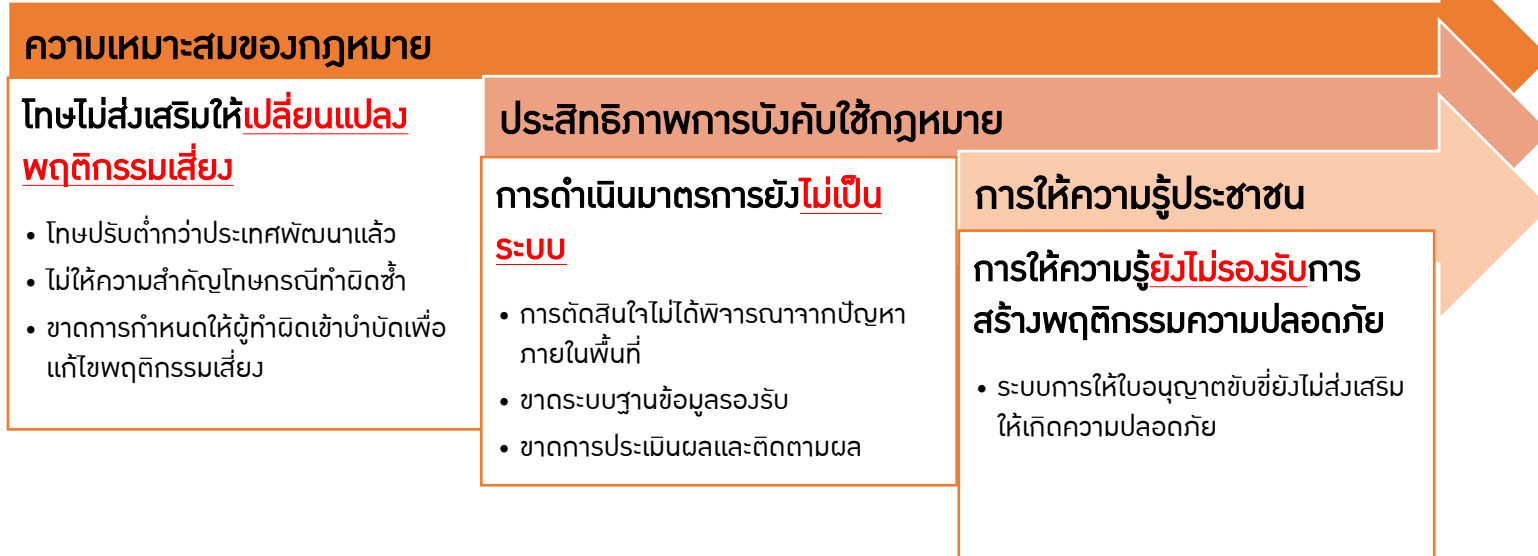 ความเหมาะสมของกฎหมาย
โทษไม่ส่งเสริมให้เปลี่ยนแปลง
พฤติกรรมเสี่ยง
• โทษปรับต่ำกว่าประเทศพัฒนาแล้ว
• ไม่ให้ความสำคัญโทษกรณีทำผิดซ้ำ
• ขาดการกำหนดให้ผู้ทำผิดเข้าบำบัดเพื่อ
แก้ไขพฤติกรรมเสี่ยง
ประสิทธิภาพการบังคับใช้กฎหมาย
การดำเนินมาตรการยังไม่เป็น
ระบบ
• การตัดสินใจไม่ได้พิจารณาจากปัญหา
ภายในพื้นที่
• ขาดระบบฐานข้อมูลรองรับ
• ขาดการประเมินผลและติดตามผล
การให้ความรู้ประชาชน
การให้ความรู้ยังไม่รองรับการ
สร้างพฤติกรรมความปลอดภัย
• ระบบการให้ใบอนุญาตขับขี่ยังไม่ส่งเสริม
ให้เกิดความปลอดภัย